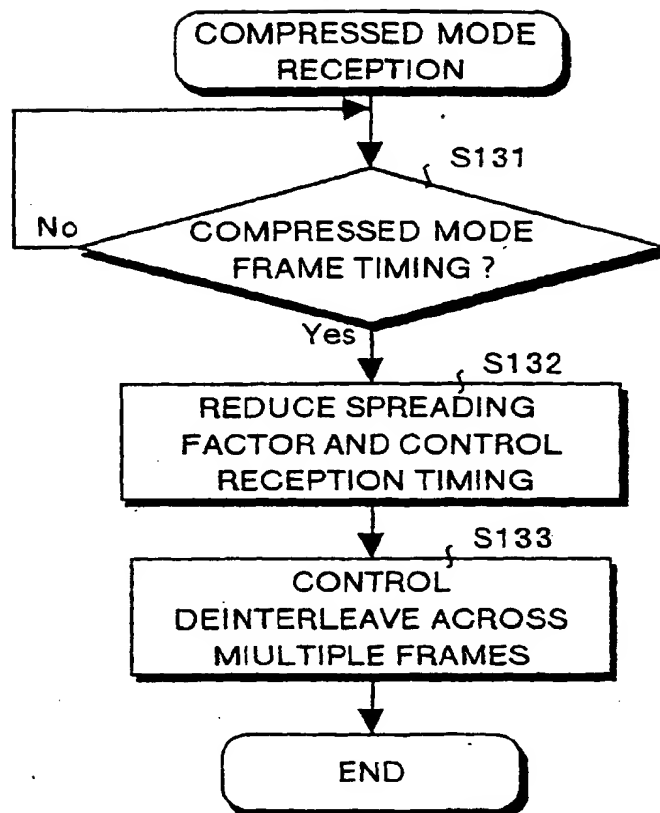 COMPRESSED MODE
RECEPTION
S131
No
COMPRESSED MODE
FRAME TIMING ?
Yes
S132
REDUCE SPREADING
FACTOR AND CONTROL
RECEPTION TIMING
S133
CONTROL
DEINTERLEAVE ACROSS
MIULTIPLE FRAMES
END